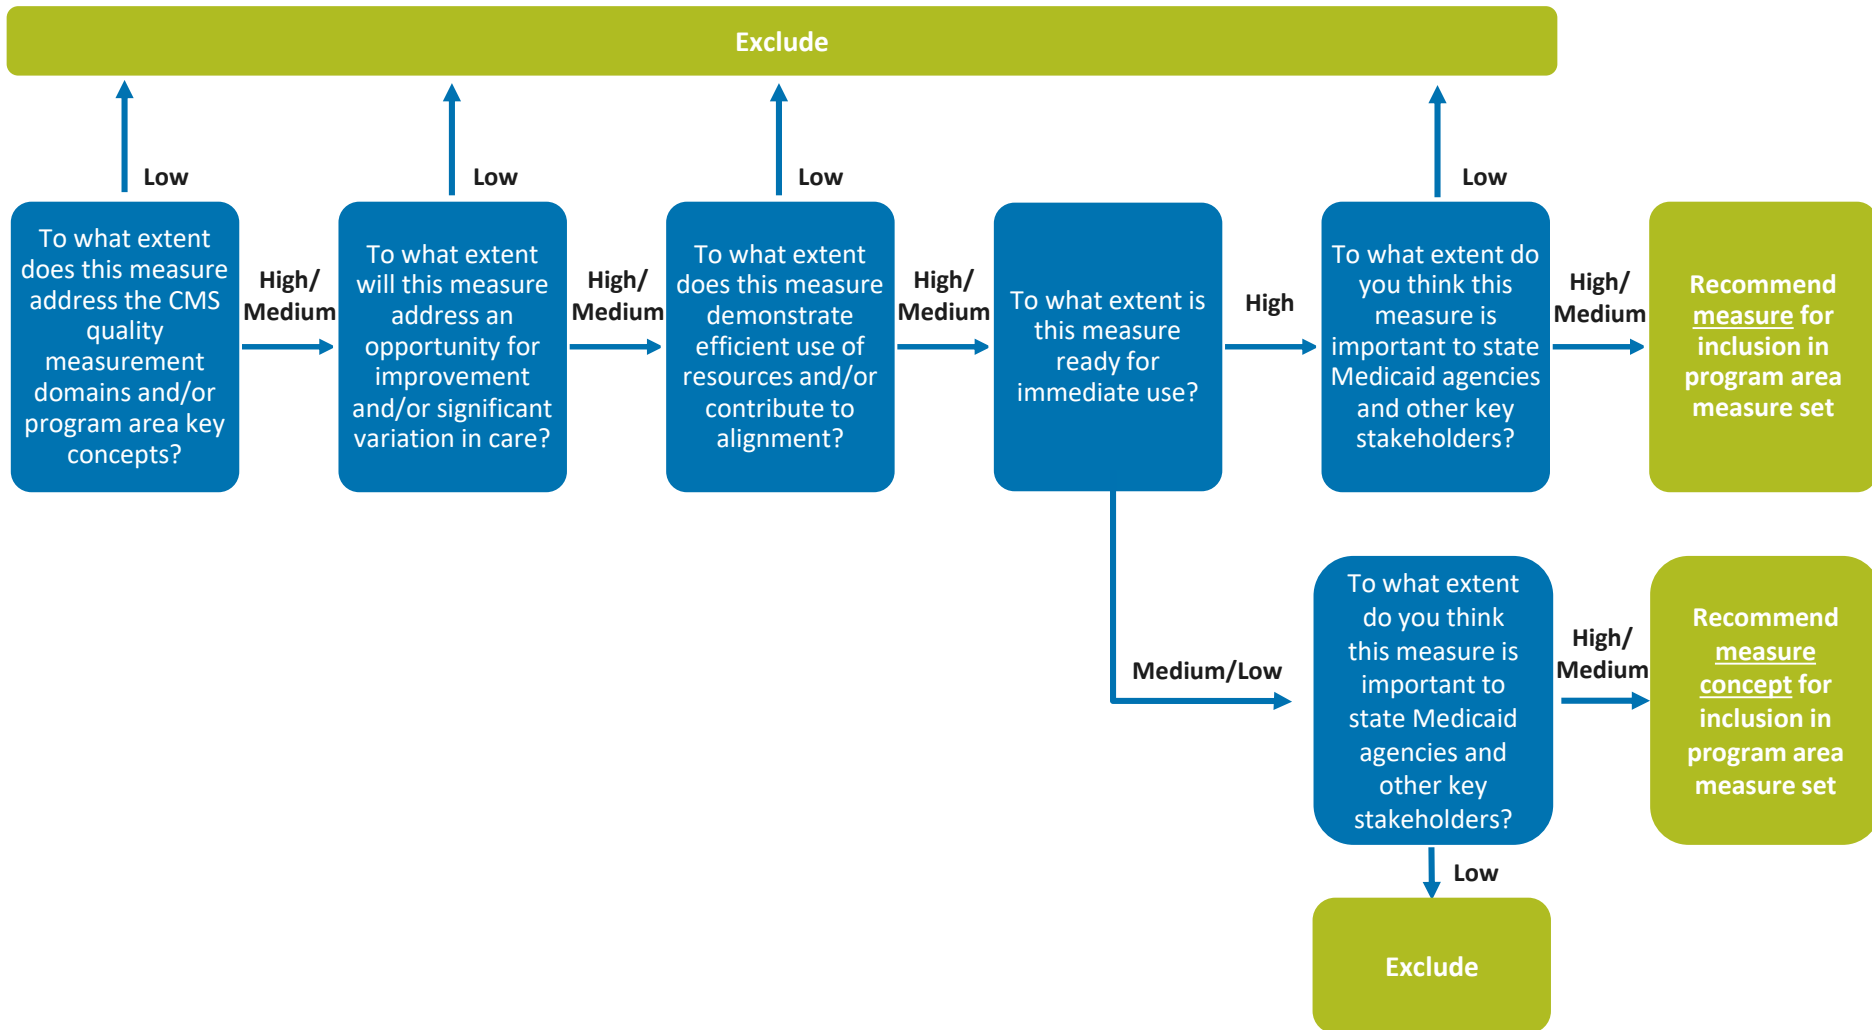 Exclude
Low
Low
Low
Low
To what extent
does this measure
address the CMS
quality
measurement
domains and/or
program area key
concepts?
High/
Medium
To what extent
will this measure
address an
opportunity for
improvement
and/or significant
variation in care?
High/
Medium
To what extent
does this measure
demonstrate
efficient use of
resources and/or
contribute to
alignment?
High/
Medium
To what extent is
this measure
ready for
immediate use?
High
To what extent do
you think this
measure is
important to state
Medicaid agencies
and other key
stakeholders?
High/
Medium
Recommend
measure for
inclusion in
program area
measure set
Medium/Low
To what extent
do you think
this measure is
important to
state Medicaid
agencies and
other key
stakeholders?
High/
Medium
Recommend
measure
concept for
inclusion in
program area
measure set
Low
Exclude